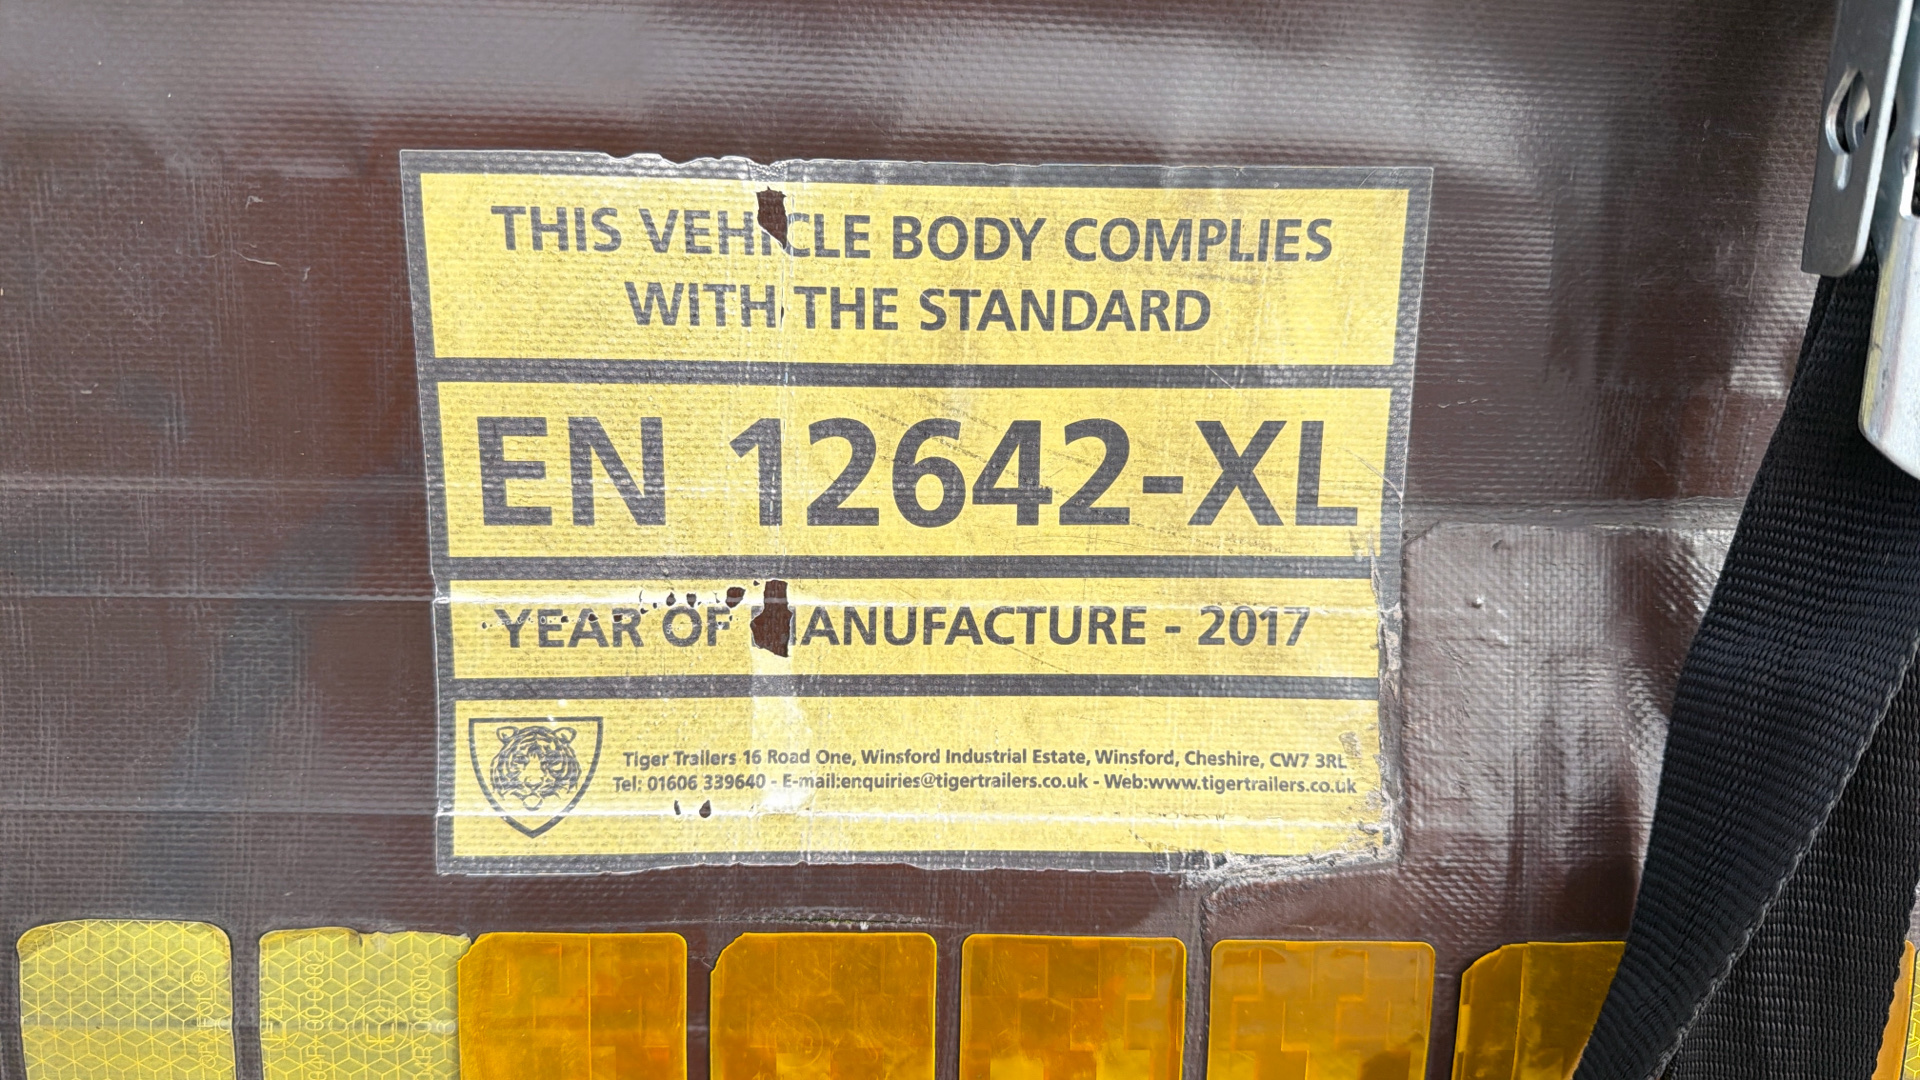 THIS VEHICLE BODY COMPLIES
WITH THE STANDARD
EN 12642-XL
YEAR OF MANUFACTURE - 2017
Tiger Trailers 16 Road One, Winsford Industrial Estate, Winsford, Cheshire, CW7 3RL
Tel: 01606 339640 - E-mail:enquiries@tigertrailers.co.uk - Web:www.tigertrailers.co.uk